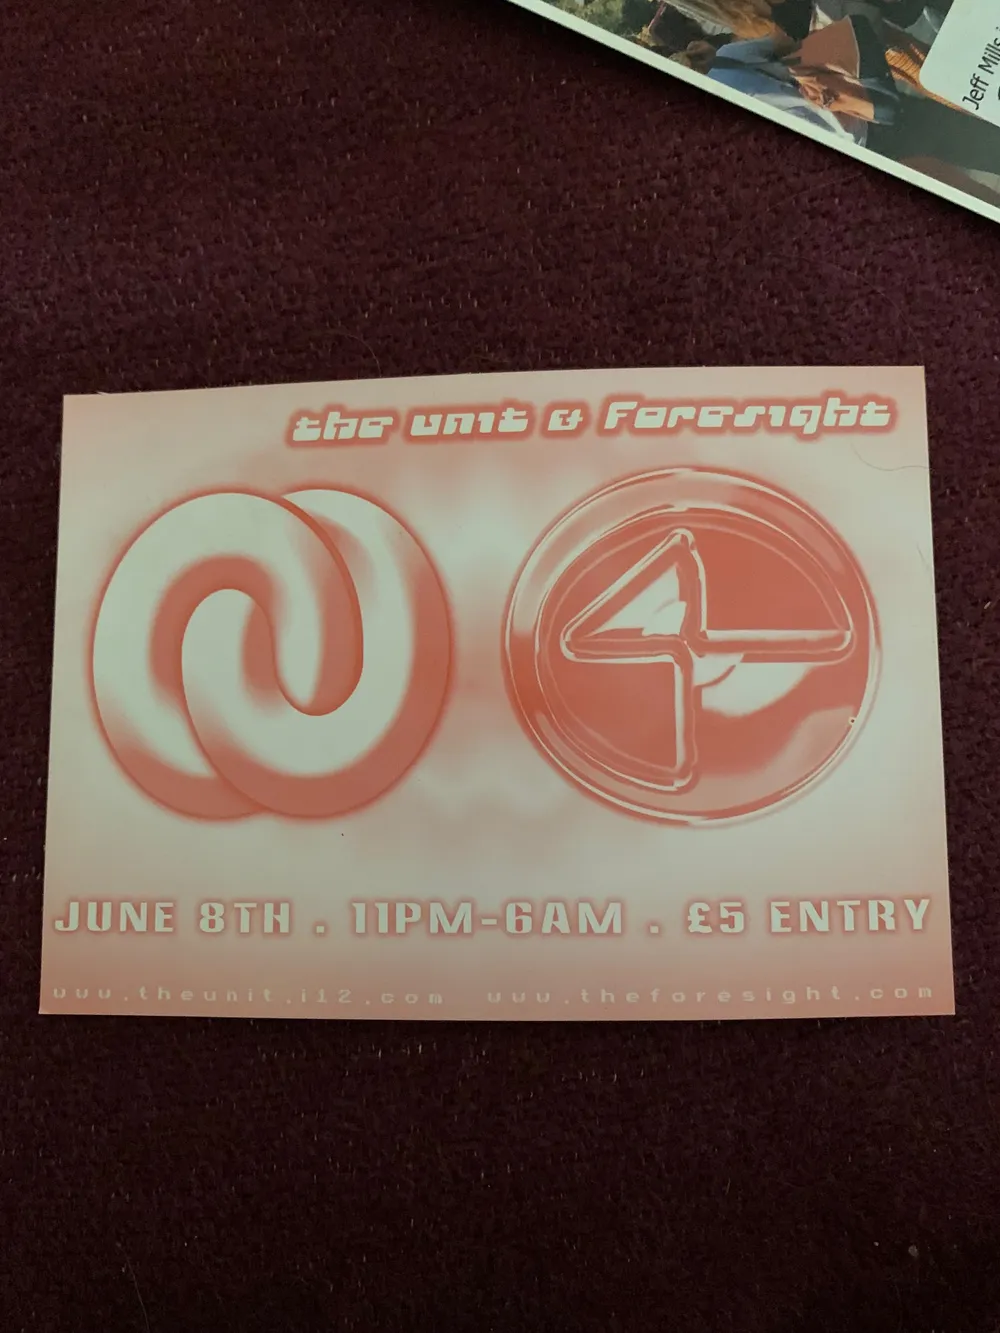 Jeff Mills
the unit & Foresight
JUNE 8TH . 11PM-6AM . £5 ENTRY
www.theunit.i12.com www.theforesight.com